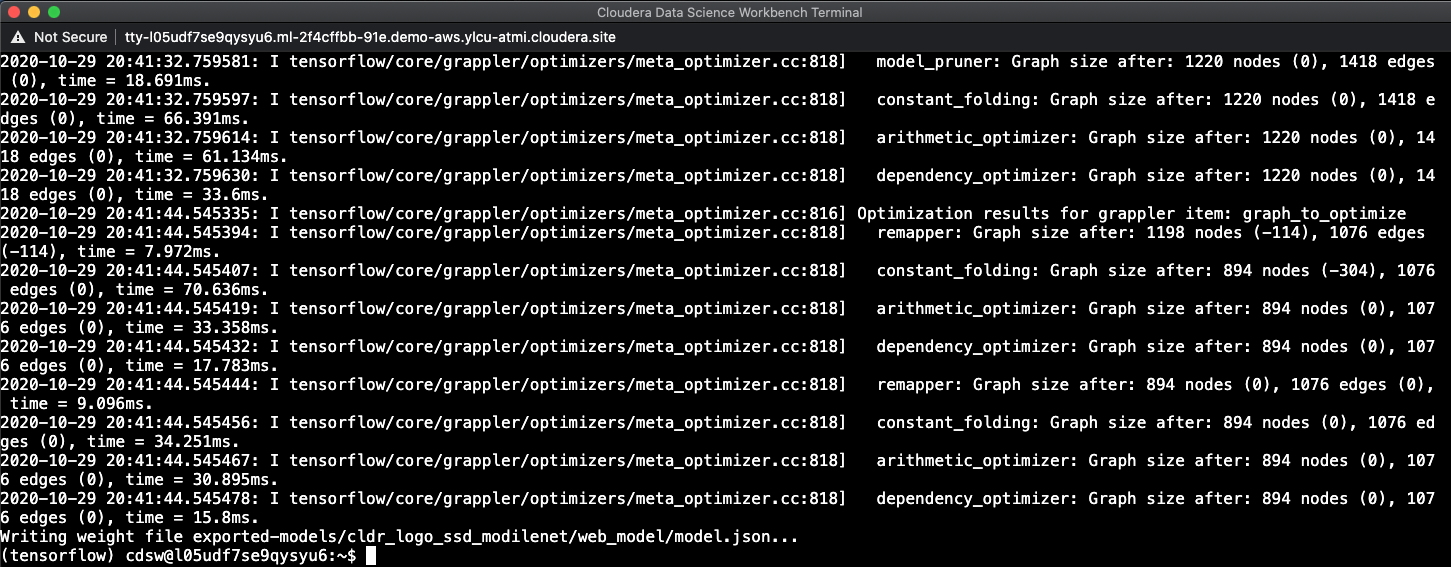 Cloudera Data Science Workbench Terminal
Not Secure | tty-l05udf7se9qysyu6.ml-2f4cffbb-91e.demo-aws.ylcu-atmi.cloudera.site
2020-10-29 20:41:32.759581: I tensorflow/core/grappler/optimizers/meta_optimizer.cc:818]   model_pruner: Graph size after: 1220 nodes (0), 1418 edges
 (0), time = 18.691ms.
2020-10-29 20:41:32.759597: I tensorflow/core/grappler/optimizers/meta_optimizer.cc:818]   constant_folding: Graph size after: 1220 nodes (0), 1418 e
dges (0), time = 66.391ms.
2020-10-29 20:41:32.759614: I tensorflow/core/grappler/optimizers/meta_optimizer.cc:818]   arithmetic_optimizer: Graph size after: 1220 nodes (0), 14
18 edges (0), time = 61.134ms.
2020-10-29 20:41:32.759630: I tensorflow/core/grappler/optimizers/meta_optimizer.cc:818]   dependency_optimizer: Graph size after: 1220 nodes (0), 14
18 edges (0), time = 33.6ms.
2020-10-29 20:41:44.545335: I tensorflow/core/grappler/optimizers/meta_optimizer.cc:816] Optimization results for grappler item: graph_to_optimize
2020-10-29 20:41:44.545394: I tensorflow/core/grappler/optimizers/meta_optimizer.cc:818]   remapper: Graph size after: 1198 nodes (-114), 1076 edges
(-114), time = 7.972ms.
2020-10-29 20:41:44.545407: I tensorflow/core/grappler/optimizers/meta_optimizer.cc:818]   constant_folding: Graph size after: 894 nodes (-304), 1076
 edges (0), time = 70.636ms.
2020-10-29 20:41:44.545419: I tensorflow/core/grappler/optimizers/meta_optimizer.cc:818]   arithmetic_optimizer: Graph size after: 894 nodes (0), 107
6 edges (0), time = 33.358ms.
2020-10-29 20:41:44.545432: I tensorflow/core/grappler/optimizers/meta_optimizer.cc:818]   dependency_optimizer: Graph size after: 894 nodes (0), 107
6 edges (0), time = 17.783ms.
2020-10-29 20:41:44.545444: I tensorflow/core/grappler/optimizers/meta_optimizer.cc:818]   remapper: Graph size after: 894 nodes (0), 1076 edges (0),
 time = 9.096ms.
2020-10-29 20:41:44.545456: I tensorflow/core/grappler/optimizers/meta_optimizer.cc:818]   constant_folding: Graph size after: 894 nodes (0), 1076 ed
ges (0), time = 34.251ms.
2020-10-29 20:41:44.545467: I tensorflow/core/grappler/optimizers/meta_optimizer.cc:818]   arithmetic_optimizer: Graph size after: 894 nodes (0), 107
6 edges (0), time = 30.895ms.
2020-10-29 20:41:44.545478: I tensorflow/core/grappler/optimizers/meta_optimizer.cc:818]   dependency_optimizer: Graph size after: 894 nodes (0), 107
6 edges (0), time = 15.8ms.
Writing weight file exported-models/cldr_logo_ssd_modilenet/web_model/model.json...
(tensorflow) cdsw@l05udf7se9qysyu6:~$